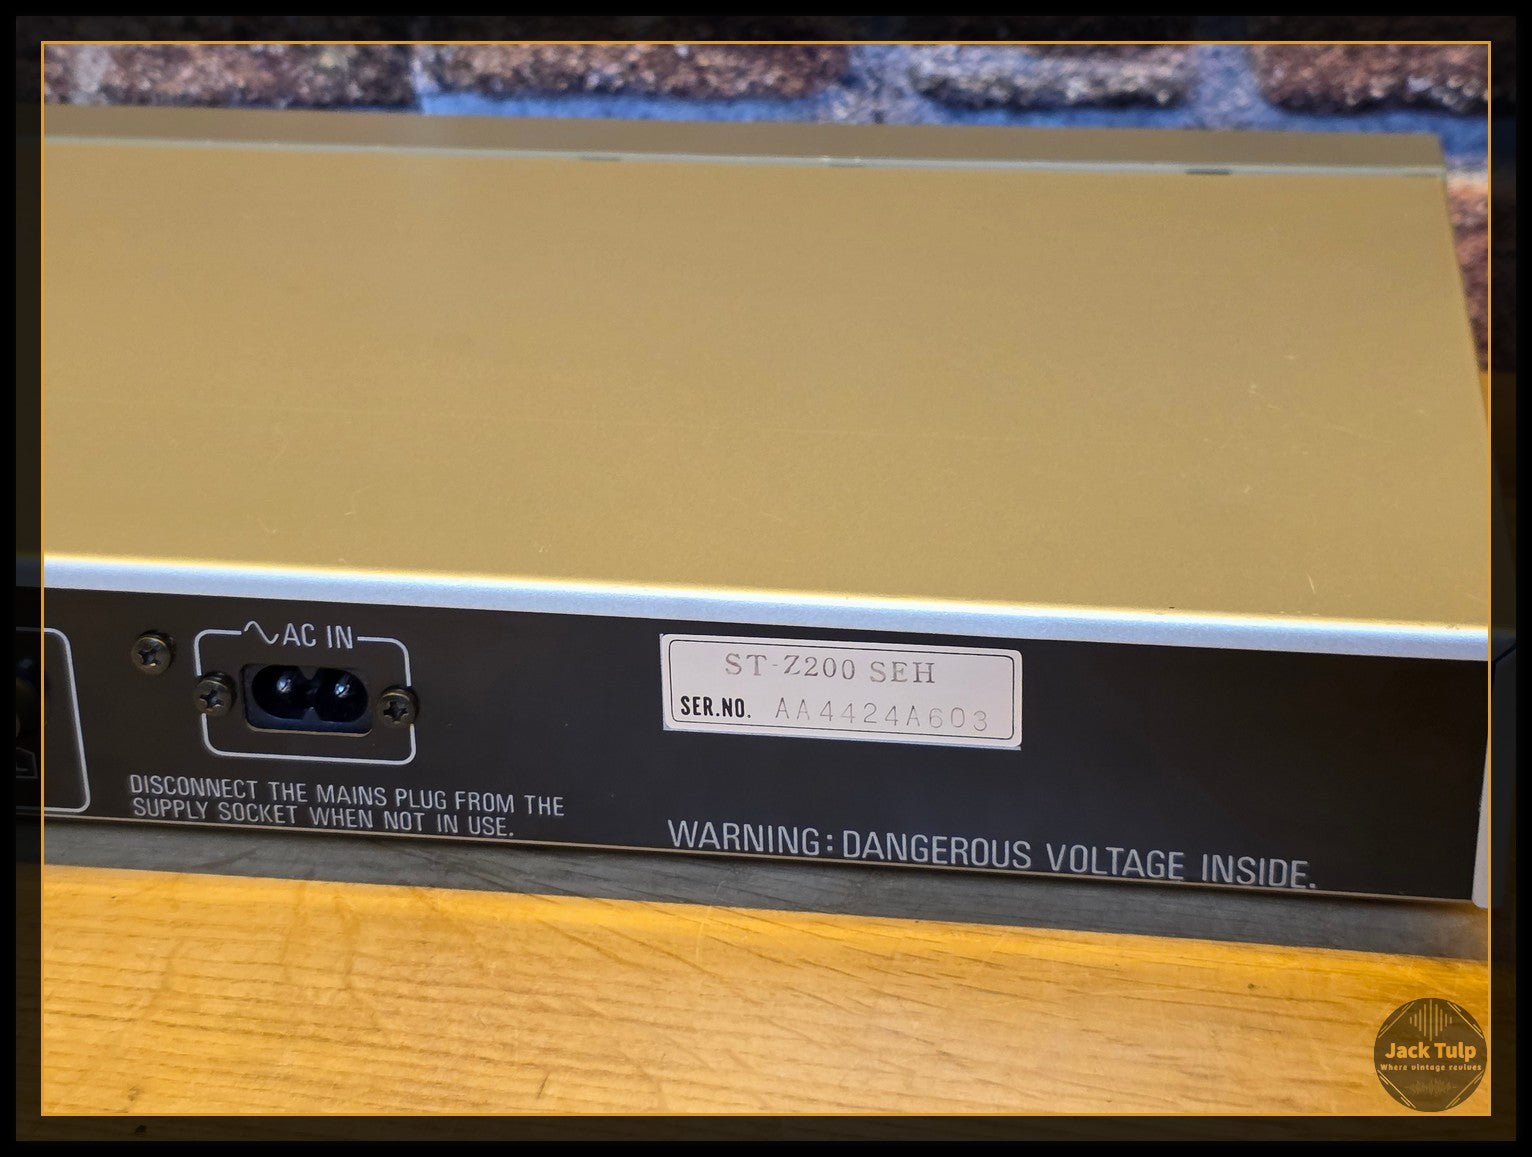 AC IN
ST-Z200 SEH
SER.NO. AA4424A603
DISCONNECT THE MAINS PLUG FROM THE
SUPPLY SOCKET WHEN NOT IN USE.
WARNING: DANGEROUS VOLTAGE INSIDE.
Jack Tulp
Where vintage revives